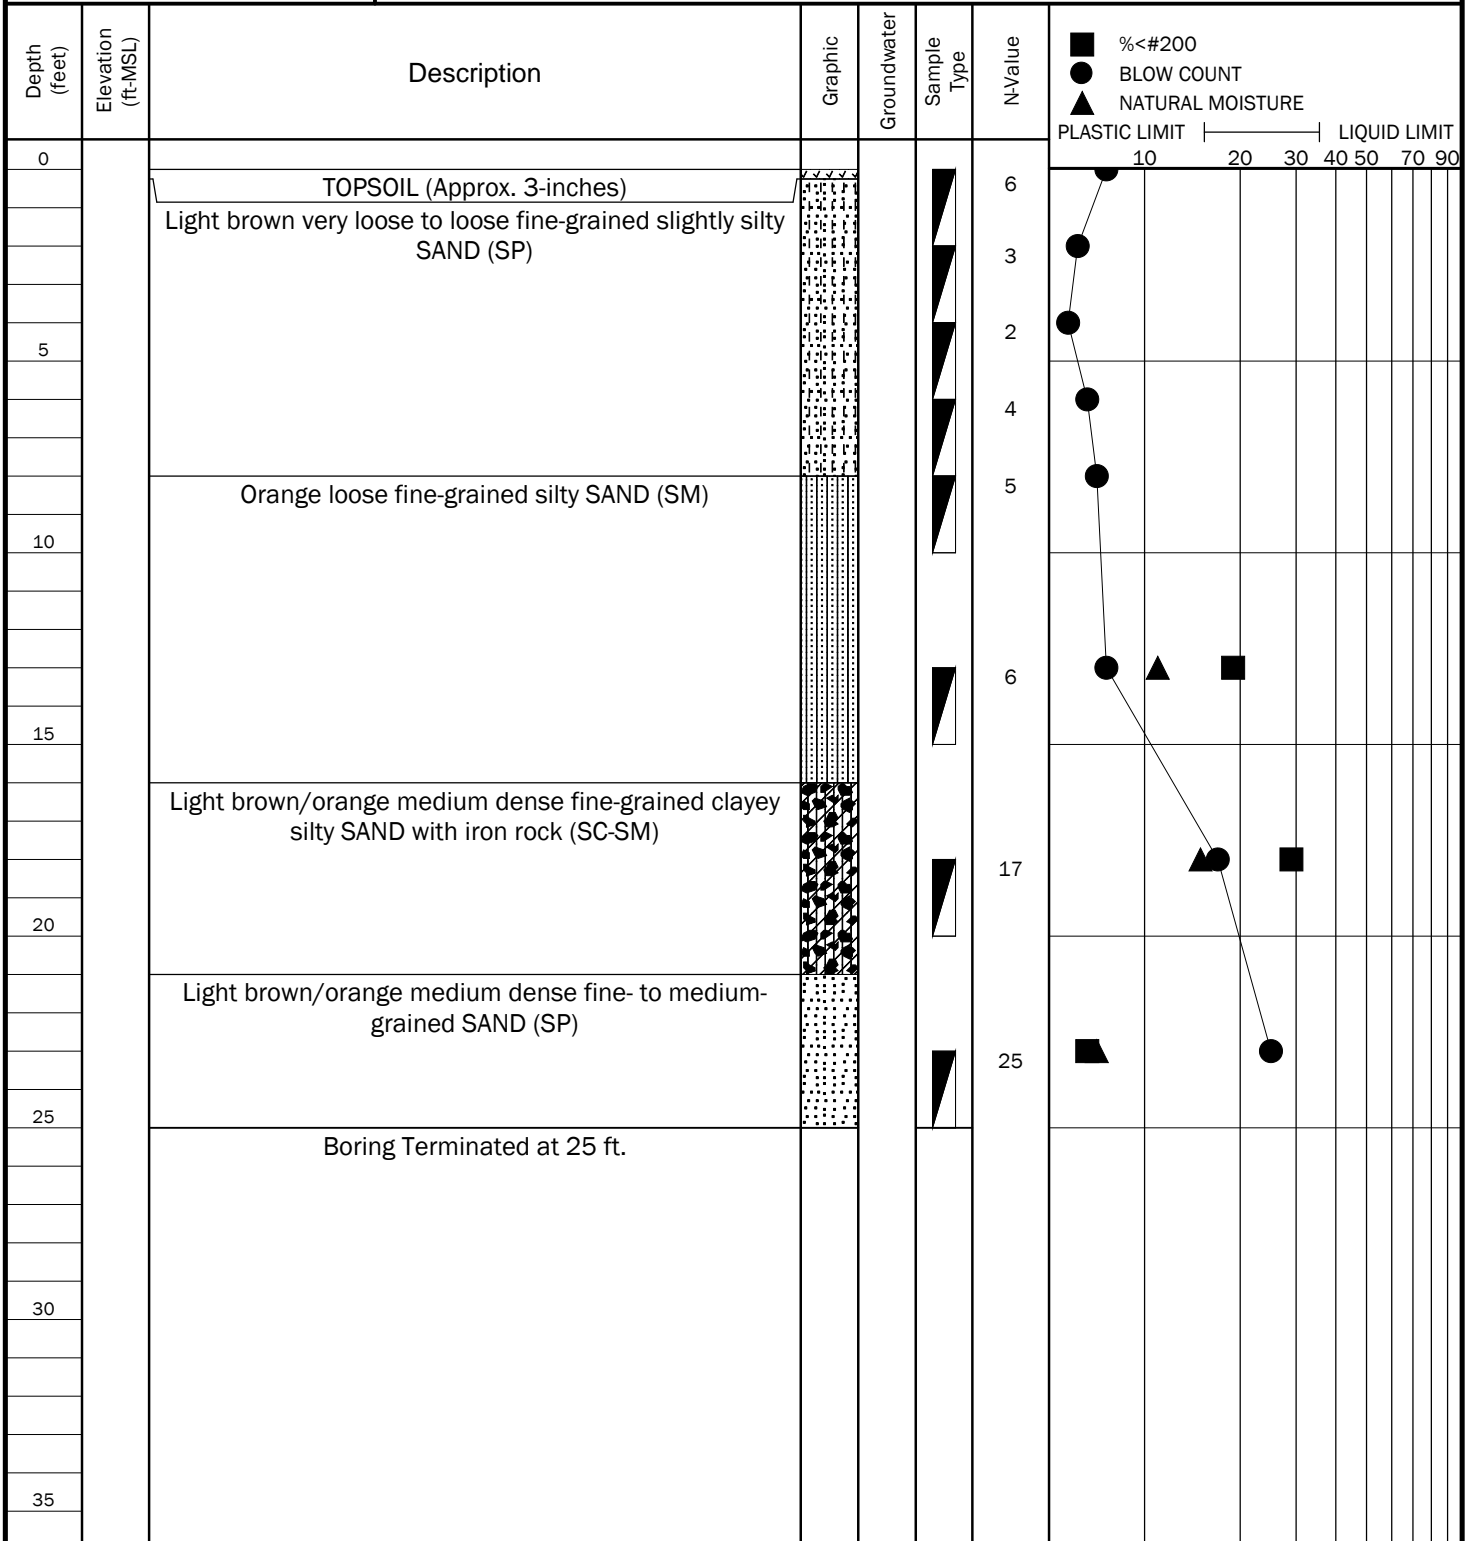 Depth
(feet)
Elevation
(ft-MSL)
Description
Graphic
Groundwater
Sample
Type
N-Value
%<#200
BLOW COUNT
NATURAL MOISTURE
PLASTIC LIMIT LIQUID LIMIT
10 20 30 40 50 70 90
0
TOPSOIL (Approx. 3-inches)
6
Light brown very loose to loose fine-grained slightly silty
SAND (SP)
3
2
5
4
Orange loose fine-grained silty SAND (SM)
5
10
6
15
Light brown/orange medium dense fine-grained clayey
silty SAND with iron rock (SC-SM)
17
20
Light brown/orange medium dense fine- to medium-
grained SAND (SP)
25
25
Boring Terminated at 25 ft.
30
35